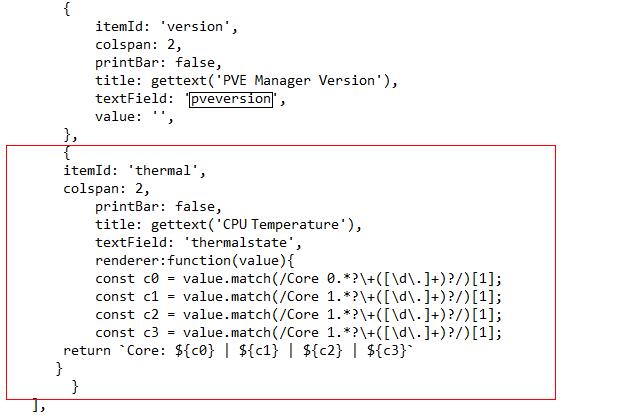 {
itemId: 'version',
colspan: 2,
printBar: false,
title: gettext('PVE Manager Version'),
textField: 'pveversion',
value: '',
},
{
itemId: 'thermal',
colspan: 2,
printBar: false,
title: gettext('CPU Temperature'),
textField: 'thermalstate',
renderer:function(value){
const c0 = value.match(/Core 0.*?\+([\d\.]+)?/)[1];
const c1 = value.match(/Core 1.*?\+([\d\.]+)?/)[1];
const c2 = value.match(/Core 1.*?\+([\d\.]+)?/)[1];
const c3 = value.match(/Core 1.*?\+([\d\.]+)?/)[1];
return `Core: ${c0} | ${c1} | ${c2} | ${c3}`
}
}
],